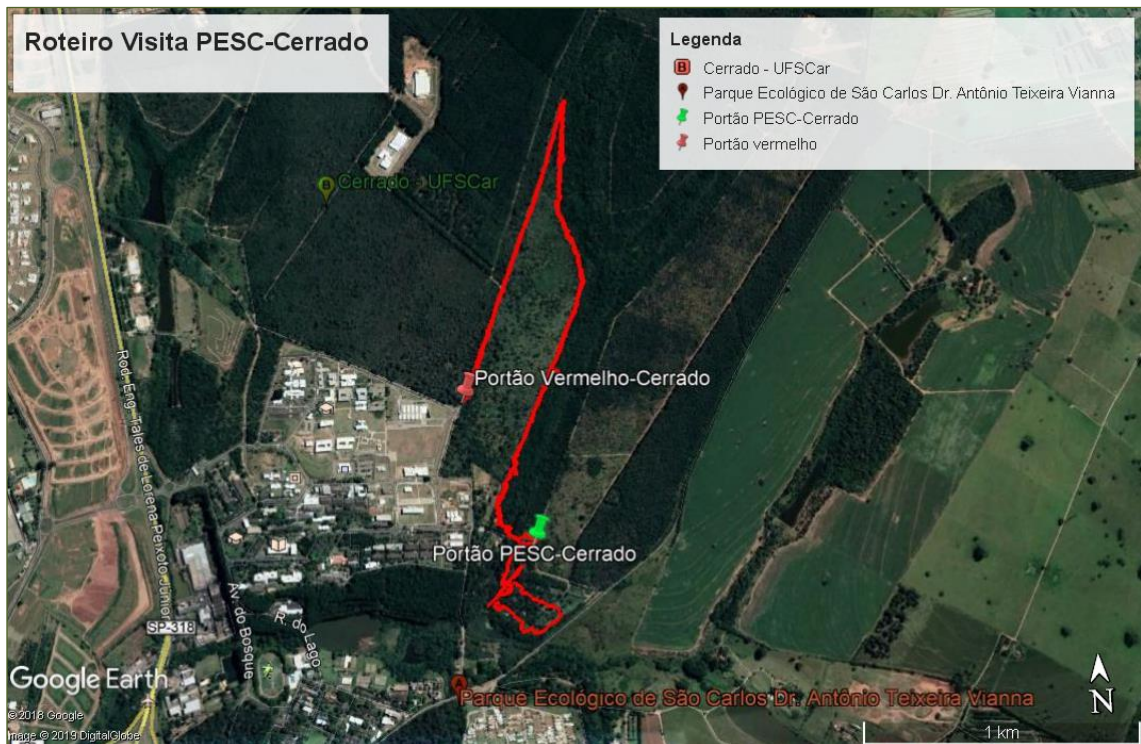 Roteiro Visita PESC-Cerrado
Legenda
B
Cerrado - UFSCar
Parque Ecológico de São Carlos Dr. Antônio Teixeira Vianna
Portão PESC-Cerrado
Portão vermelho
B
Cerrado - UFSCar
Portão Vermelho-Cerrado
Portão PESC-Cerrado
Rod. Eng. Tales de Lorena Peixoto Júnior
SP-318
Av. do Bosque
R. do Lago
A
Parque Ecológico de São Carlos Dr. Antônio Teixeira Vianna
Google Earth
© 2018 Google
Image © 2019 DigitalGlobe
N
1 km